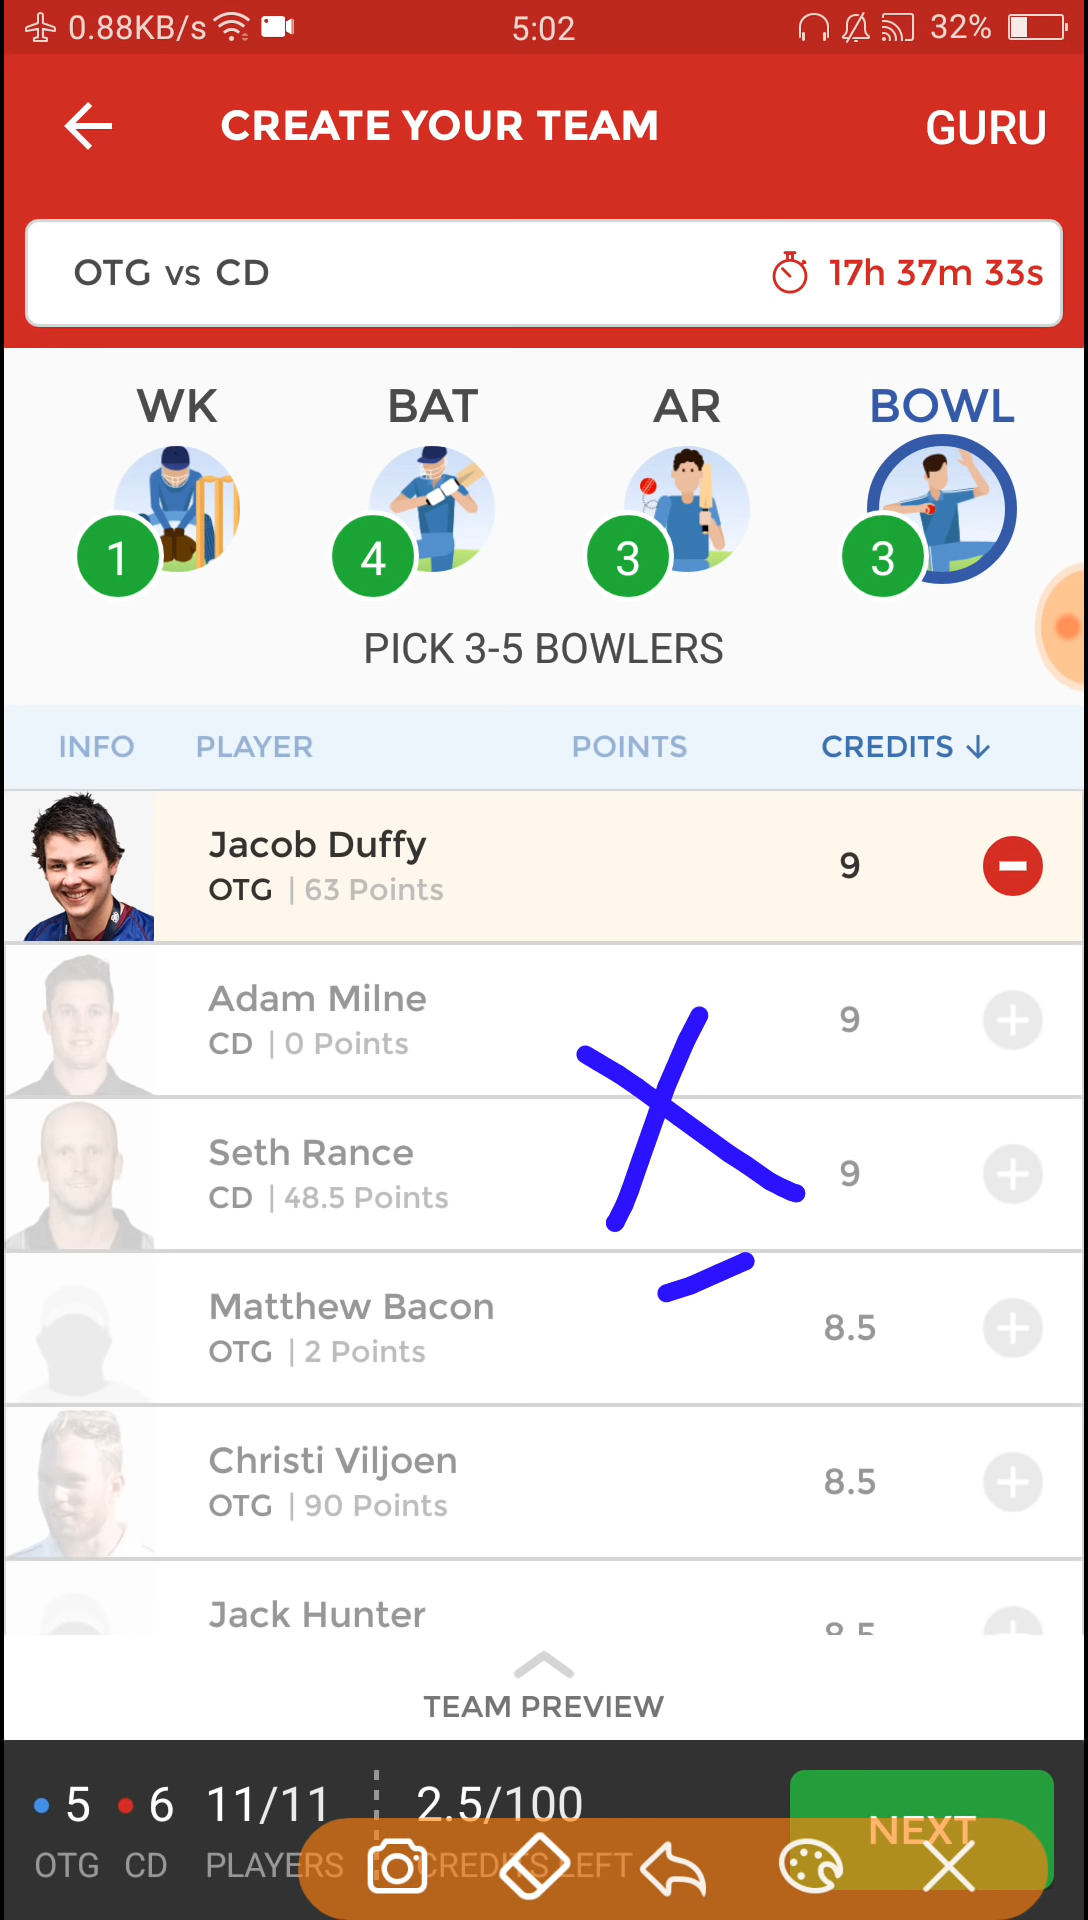 0.88KB/s 5:02 32%
CREATE YOUR TEAM GURU
OTG vs CD 17h 37m 33s
WK BAT AR BOWL
1 4 3 3
PICK 3-5 BOWLERS
INFO PLAYER POINTS CREDITS
Jacob Duffy
OTG | 63 Points 9
Adam Milne
CD | 0 Points 9
Seth Rance
CD | 48.5 Points 9
Matthew Bacon
OTG | 2 Points 8.5
Christi Viljoen
OTG | 90 Points 8.5
Jack Hunter
8.5
TEAM PREVIEW
5 6 11/11 2.5/100 NEXT
OTG CD PLAYERS CREDITS LEFT